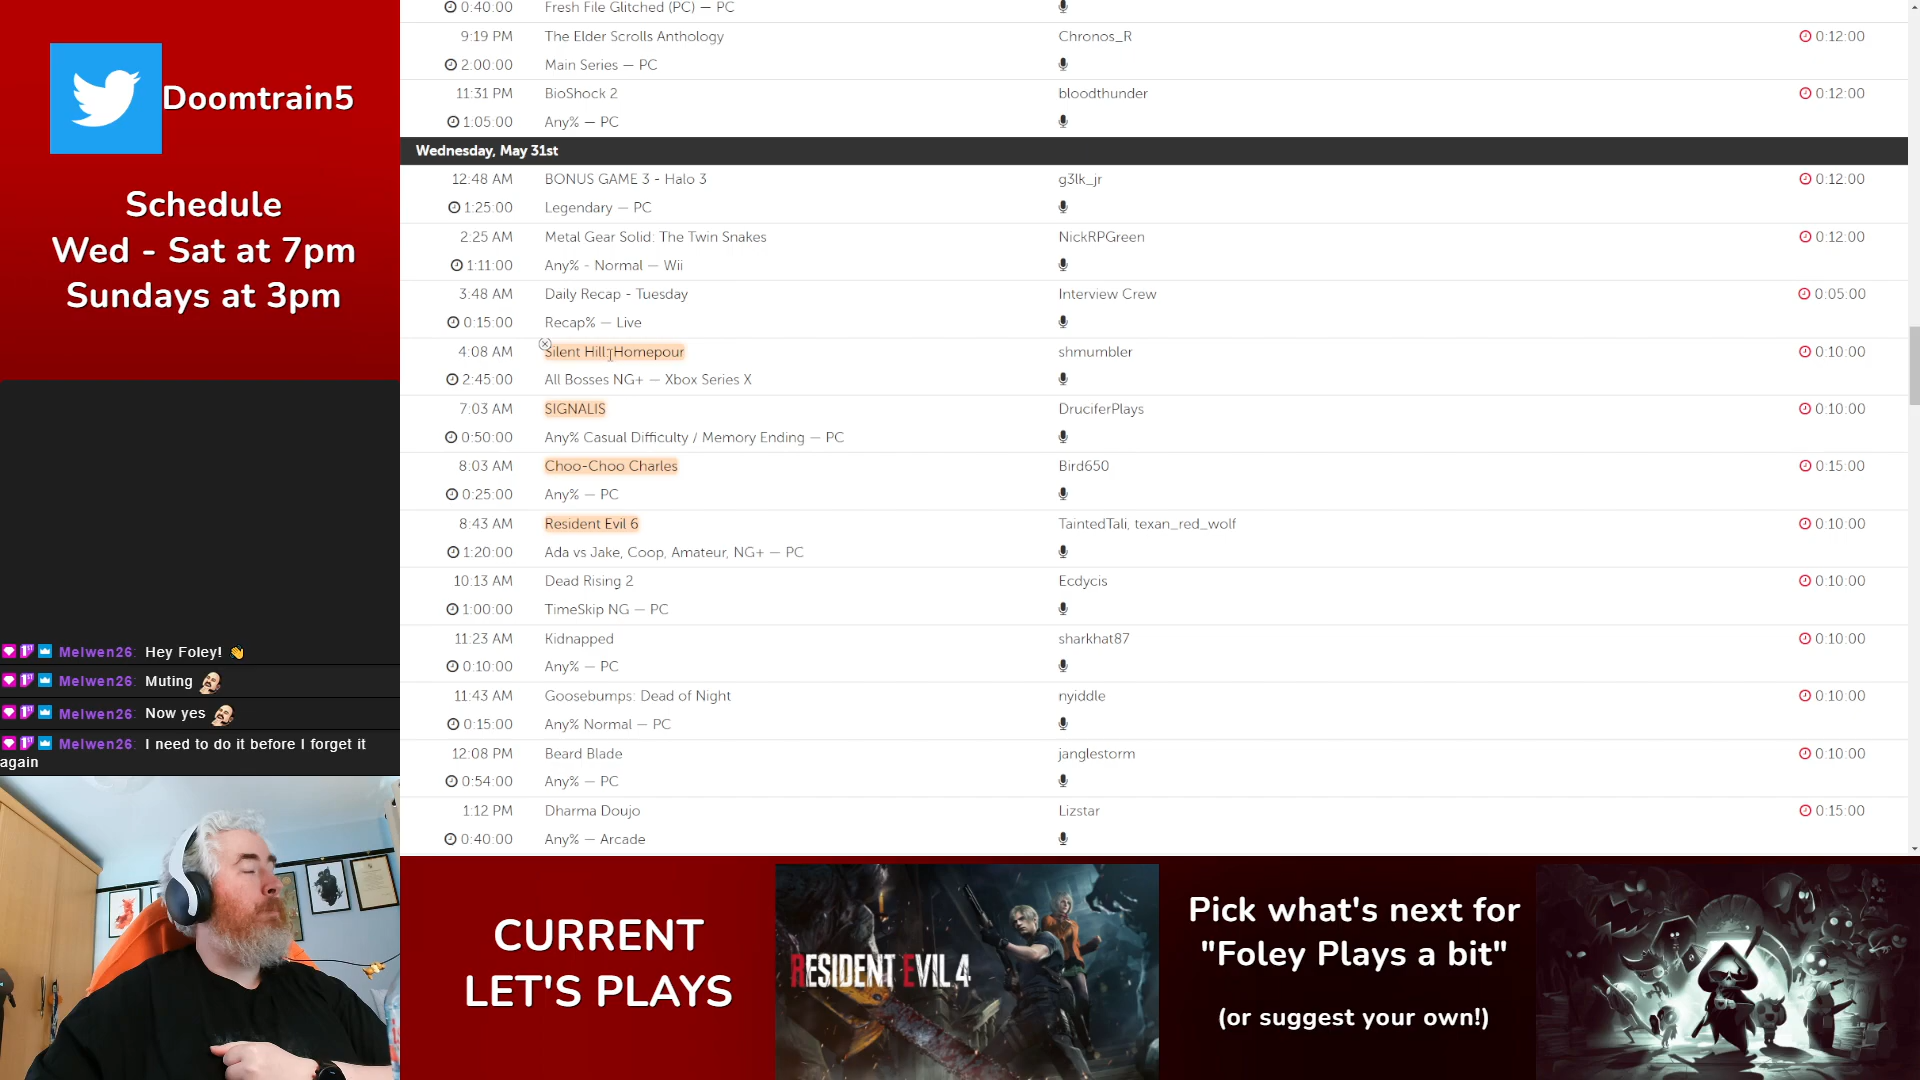 Doomtrain5
Schedule
Wed - Sat at 7pm
Sundays at 3pm
Melwen26: Hey Foley! 👋
Melwen26: Muting
Melwen26: Now yes
Melwen26: I need to do it before I forget it
again
0:40:00 Fresh File Glitched (PC) — PC
9:19 PM The Elder Scrolls Anthology Chronos_R 0:12:00
2:00:00 Main Series — PC
11:31 PM BioShock 2 bloodthunder 0:12:00
1:05:00 Any% — PC
Wednesday, May 31st
12:48 AM BONUS GAME 3 - Halo 3 g3lk_jr 0:12:00
1:25:00 Legendary — PC
2:25 AM Metal Gear Solid: The Twin Snakes NickRPGreen 0:12:00
1:11:00 Any% - Normal — Wii
3:48 AM Daily Recap - Tuesday Interview Crew 0:05:00
0:15:00 Recap% — Live
4:08 AM Silent Hill: Homepour shmumbler 0:10:00
2:45:00 All Bosses NG+ — Xbox Series X
7:03 AM SIGNALIS DruciferPlays 0:10:00
0:50:00 Any% Casual Difficulty / Memory Ending — PC
8:03 AM Choo-Choo Charles Bird650 0:15:00
0:25:00 Any% — PC
8:43 AM Resident Evil 6 TaintedTali, texan_red_wolf 0:10:00
1:20:00 Ada vs Jake, Coop, Amateur, NG+ — PC
10:13 AM Dead Rising 2 Ecdycis 0:10:00
1:00:00 TimeSkip NG — PC
11:23 AM Kidnapped sharkhat87 0:10:00
0:10:00 Any% — PC
11:43 AM Goosebumps: Dead of Night nyiddle 0:10:00
0:15:00 Any% Normal — PC
12:08 PM Beard Blade janglestorm 0:10:00
0:54:00 Any% — PC
1:12 PM Dharma Doujo Lizstar 0:15:00
0:40:00 Any% — Arcade
CURRENT
LET'S PLAYS
RESIDENT EVIL 4
Pick what's next for
"Foley Plays a bit"
(or suggest your own!)